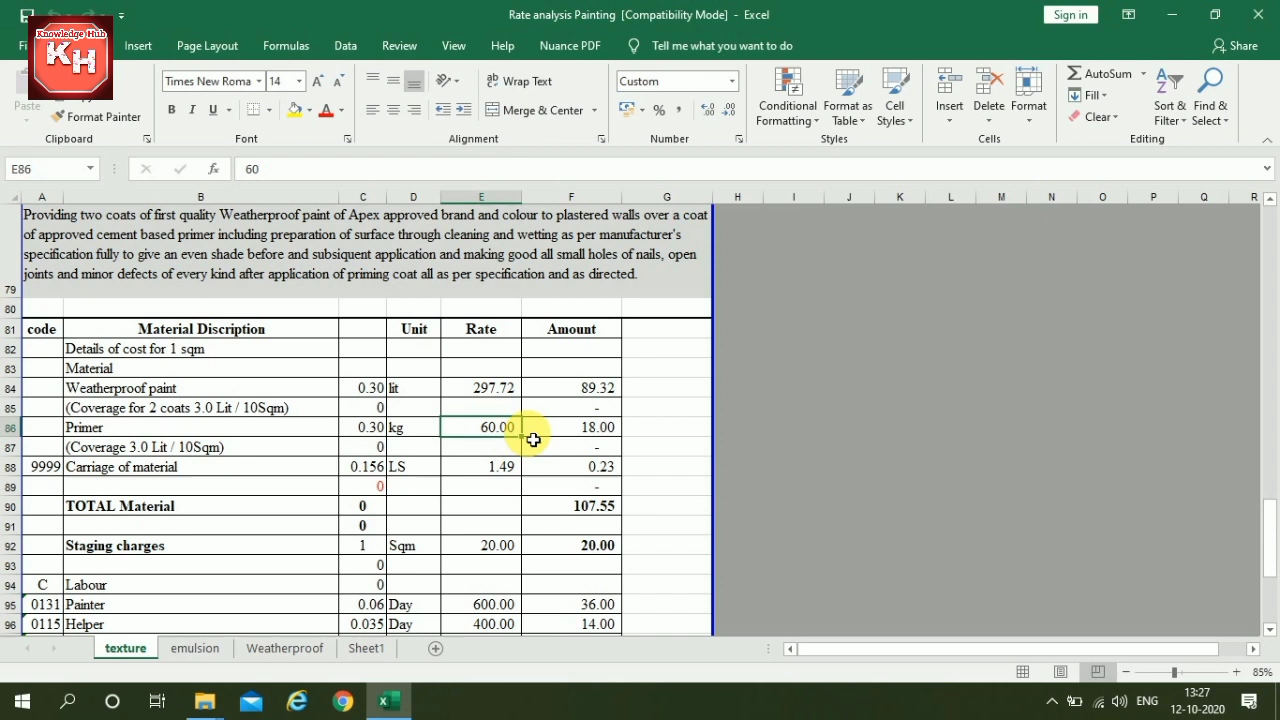 Rate analysis Painting [Compatibility Mode] - Excel
Sign in
Knowledge Hub
KH
Insert Page Layout Formulas Data Review View Help Nuance PDF Tell me what you want to do Share
Times New Roma 14 Wrap Text Custom
Conditional Formatting Format as Table Cell Styles Insert Delete Format AutoSum Fill Clear Sort & Filter Find & Select
Paste Format Painter B I U Merge & Center
Clipboard Font Alignment Number Styles Cells Editing
E86 fx 60
A B C D E F G H I J K L M N O P Q R
Providing two coats of first quality Weatherproof paint of Apex approved brand and colour to plastered walls over a coat
of approved cement based primer including preparation of surface through cleaning and wetting as per manufacturer's
specification fully to give an even shade before and subsiquent application and making good all small holes of nails, open
joints and minor defects of every kind after application of priming coat all as per specification and as directed.
79
80
81 code Material Discription Unit Rate Amount
82 Details of cost for 1 sqm
83 Material
84 Weatherproof paint 0.30 lit 297.72 89.32
85 (Coverage for 2 coats 3.0 Lit / 10Sqm) 0 -
86 Primer 0.30 kg 60.00 18.00
87 (Coverage 3.0 Lit / 10Sqm) 0 -
88 9999 Carriage of material 0.156 LS 1.49 0.23
89 0 -
90 TOTAL Material 0 107.55
91 0
92 Staging charges 1 Sqm 20.00 20.00
93 0
94 C Labour 0
95 0131 Painter 0.06 Day 600.00 36.00
96 0115 Helper 0.035 Day 400.00 14.00
texture emulsion Weatherproof Sheet1
85%
ENG 13:27
12-10-2020